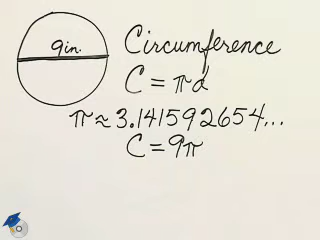 9in.
Circumference
C = πd
π ≈ 3.141592654...
C = 9π